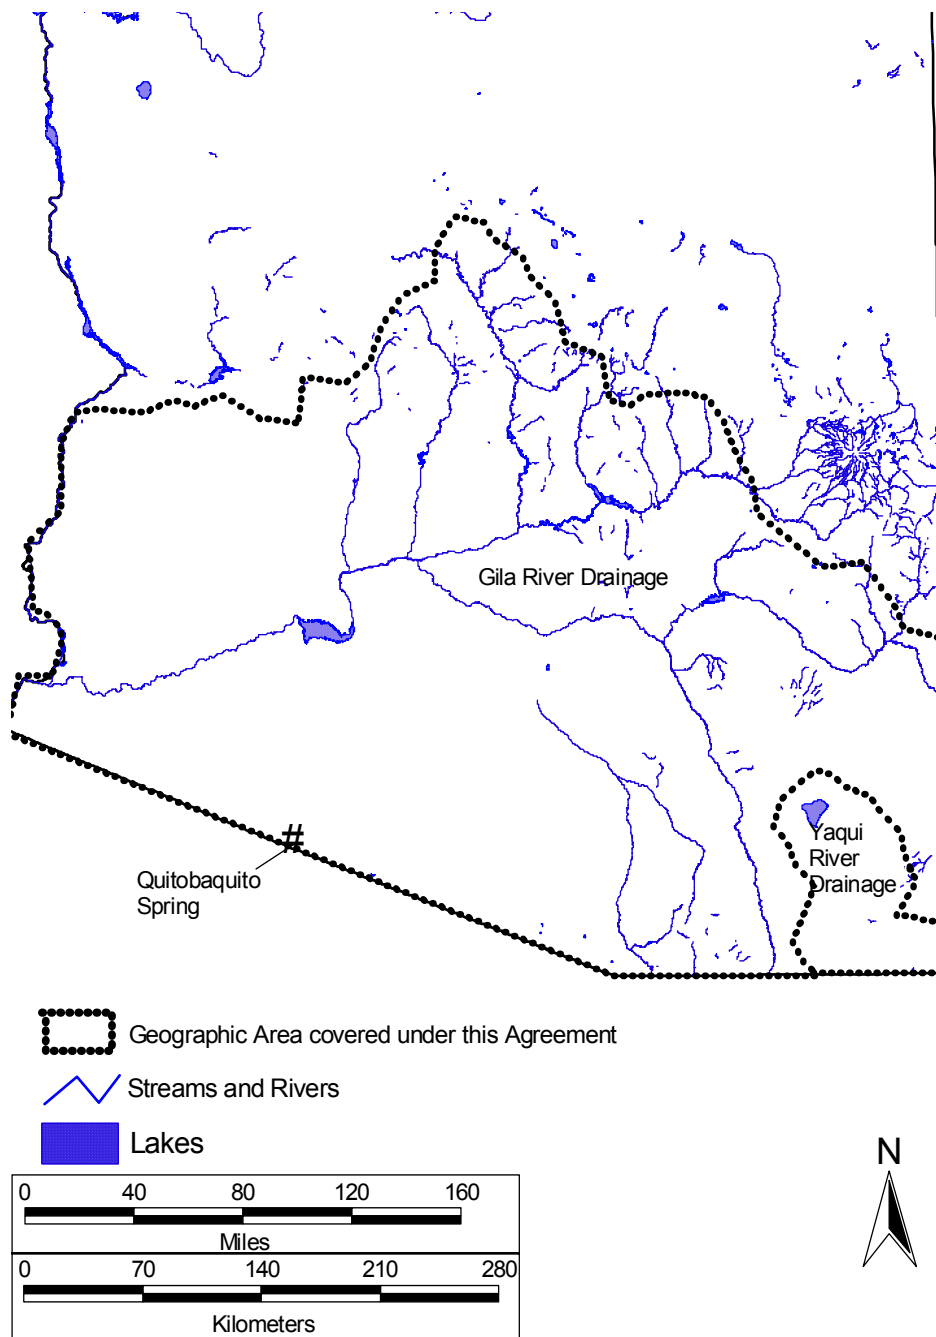 Gila River Drainage
#
Quitobaquito
Spring
Yaqui
River
Drainage
Geographic Area covered under this Agreement
Streams and Rivers
Lakes
N
0 40 80 120 160
Miles
0 70 140 210 280
Kilometers